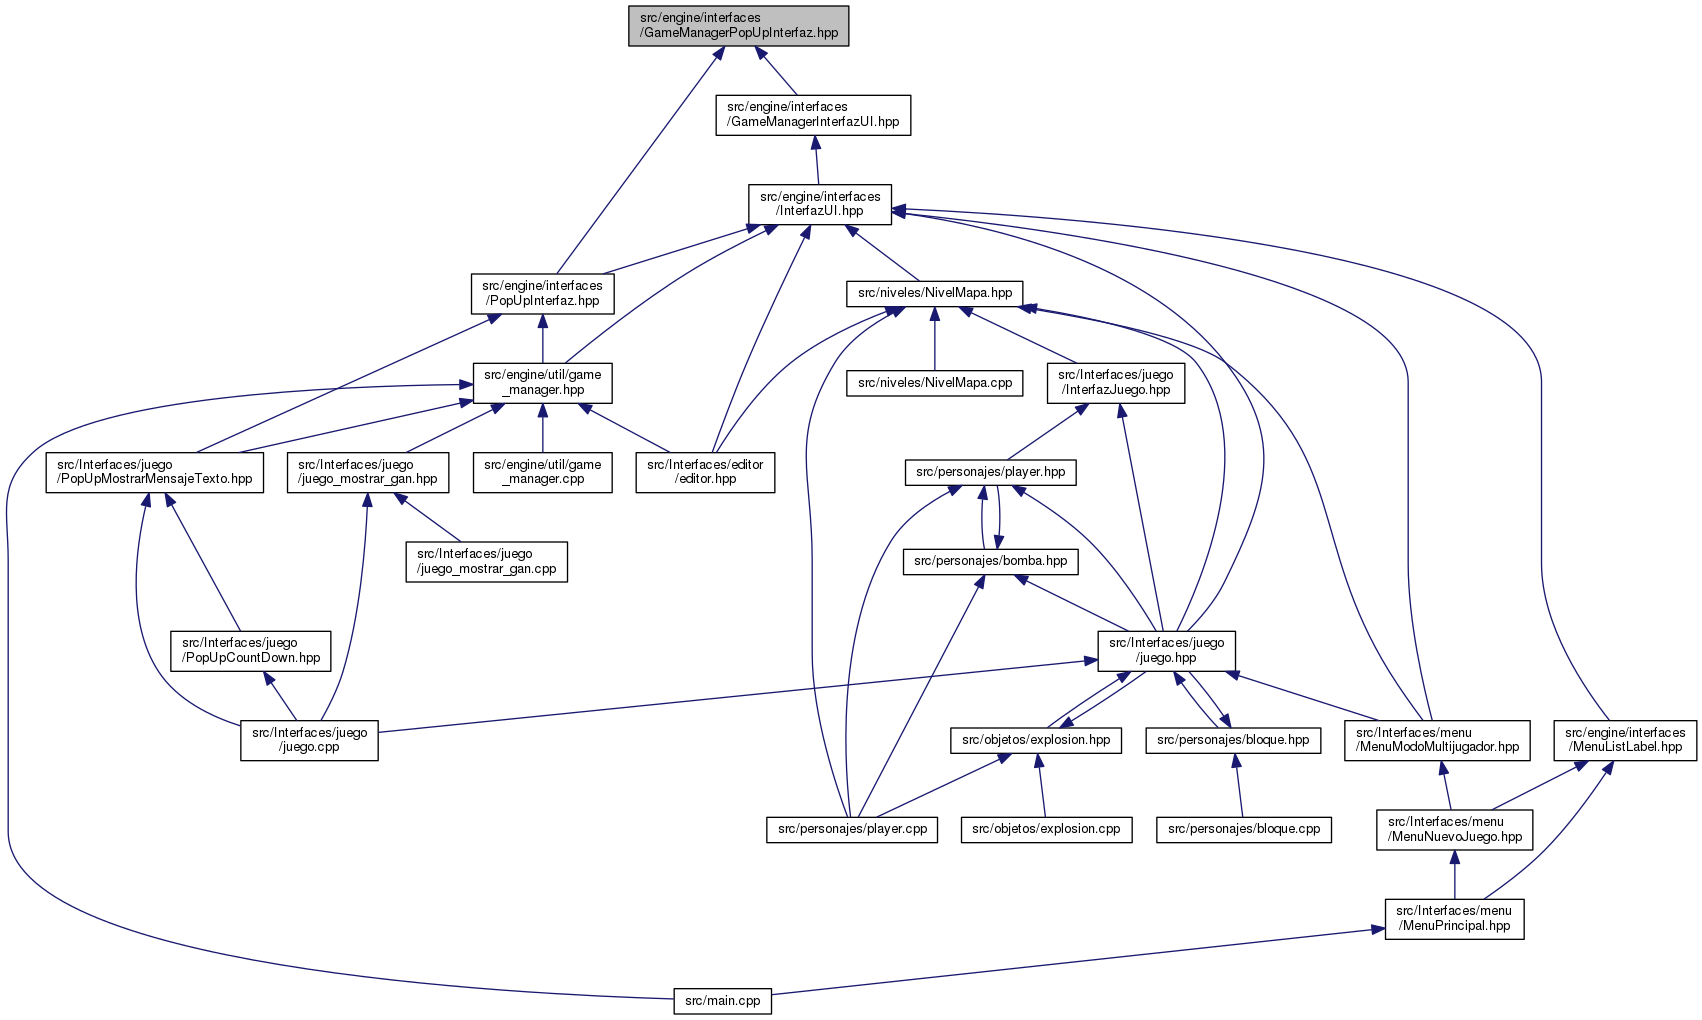 src/engine/interfaces
/GameManagerPopUpInterfaz.hpp
src/engine/interfaces
/GameManagerInterfazUI.hpp
src/engine/interfaces
/InterfazUI.hpp
src/engine/interfaces
/PopUpInterfaz.hpp
src/niveles/NivelMapa.hpp
src/engine/util/game
_manager.hpp
src/niveles/NivelMapa.cpp
src/Interfaces/juego
/InterfazJuego.hpp
src/Interfaces/juego
/PopUpMostrarMensajeTexto.hpp
src/Interfaces/juego
/juego_mostrar_gan.hpp
src/engine/util/game
_manager.cpp
src/Interfaces/editor
/editor.hpp
src/personajes/player.hpp
src/Interfaces/juego
/juego_mostrar_gan.cpp
src/personajes/bomba.hpp
src/Interfaces/juego
/PopUpCountDown.hpp
src/Interfaces/juego
/juego.hpp
src/Interfaces/juego
/juego.cpp
src/objetos/explosion.hpp
src/personajes/bloque.hpp
src/Interfaces/menu
/MenuModoMultijugador.hpp
src/engine/interfaces
/MenuListLabel.hpp
src/personajes/player.cpp
src/objetos/explosion.cpp
src/personajes/bloque.cpp
src/Interfaces/menu
/MenuNuevoJuego.hpp
src/Interfaces/menu
/MenuPrincipal.hpp
src/main.cpp